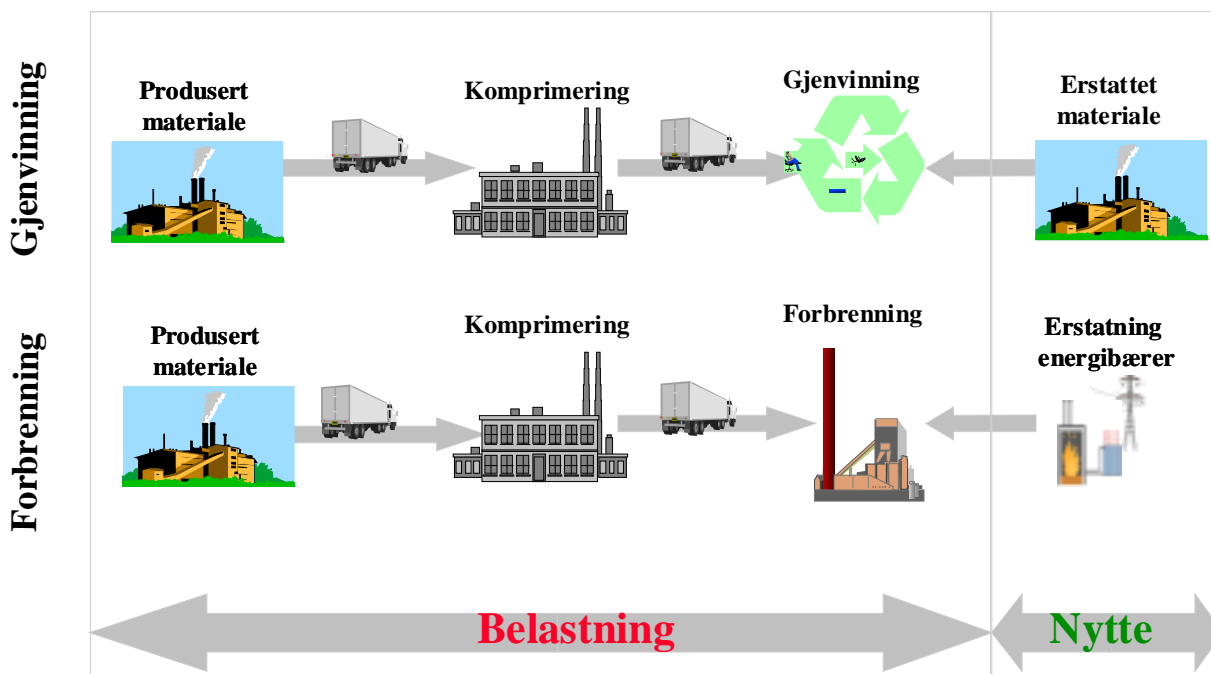 Gjenvinning
Produsert
materiale
Komprimering
Gjenvinning
Erstattet
materiale
Forbrenning
Produsert
materiale
Komprimering
Forbrenning
Erstatning
energibærer
Belastning
Nytte